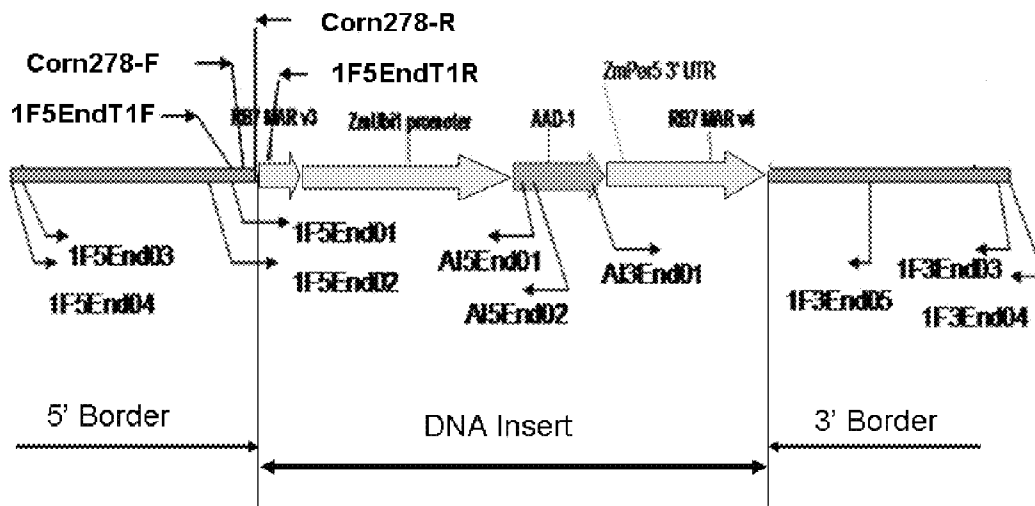 Corn278-R
Corn278-F
1F5EndT1R
ZmPer5 3' UTR
1F5EndT1F
RB7 MAR v3
ZmUbi1 promoter
AAD-1
RB7 MAR v4
1F5End03
1F5End01
AI5End01
AI3End01
1F3End03
1F5End04
1F5End02
AI5End02
1F3End05
1F3End04
5' Border
DNA Insert
3' Border